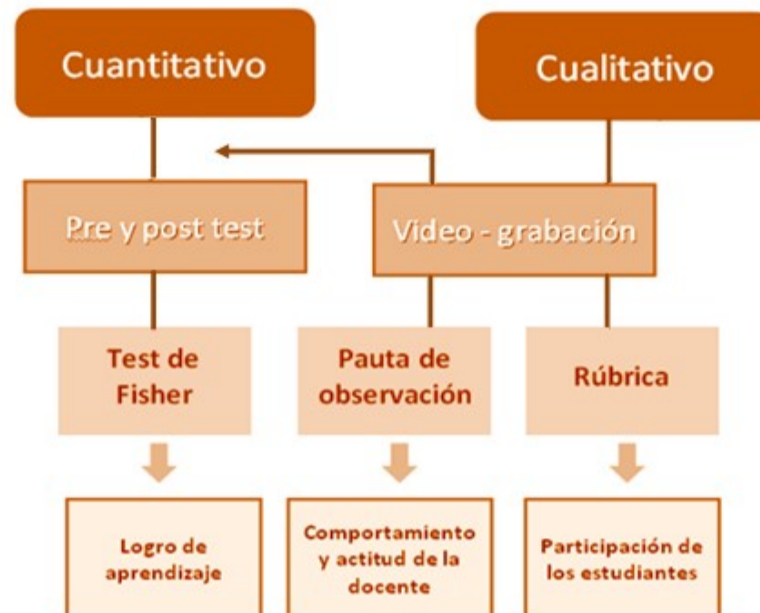 Cuantitativo
Cualitativo
Pre y post test
Video - grabación
Test de
Fisher
Pauta de
observación
Rúbrica
Logro de
aprendizaje
Comportamiento
y actitud de la
docente
Participación de
los estudiantes